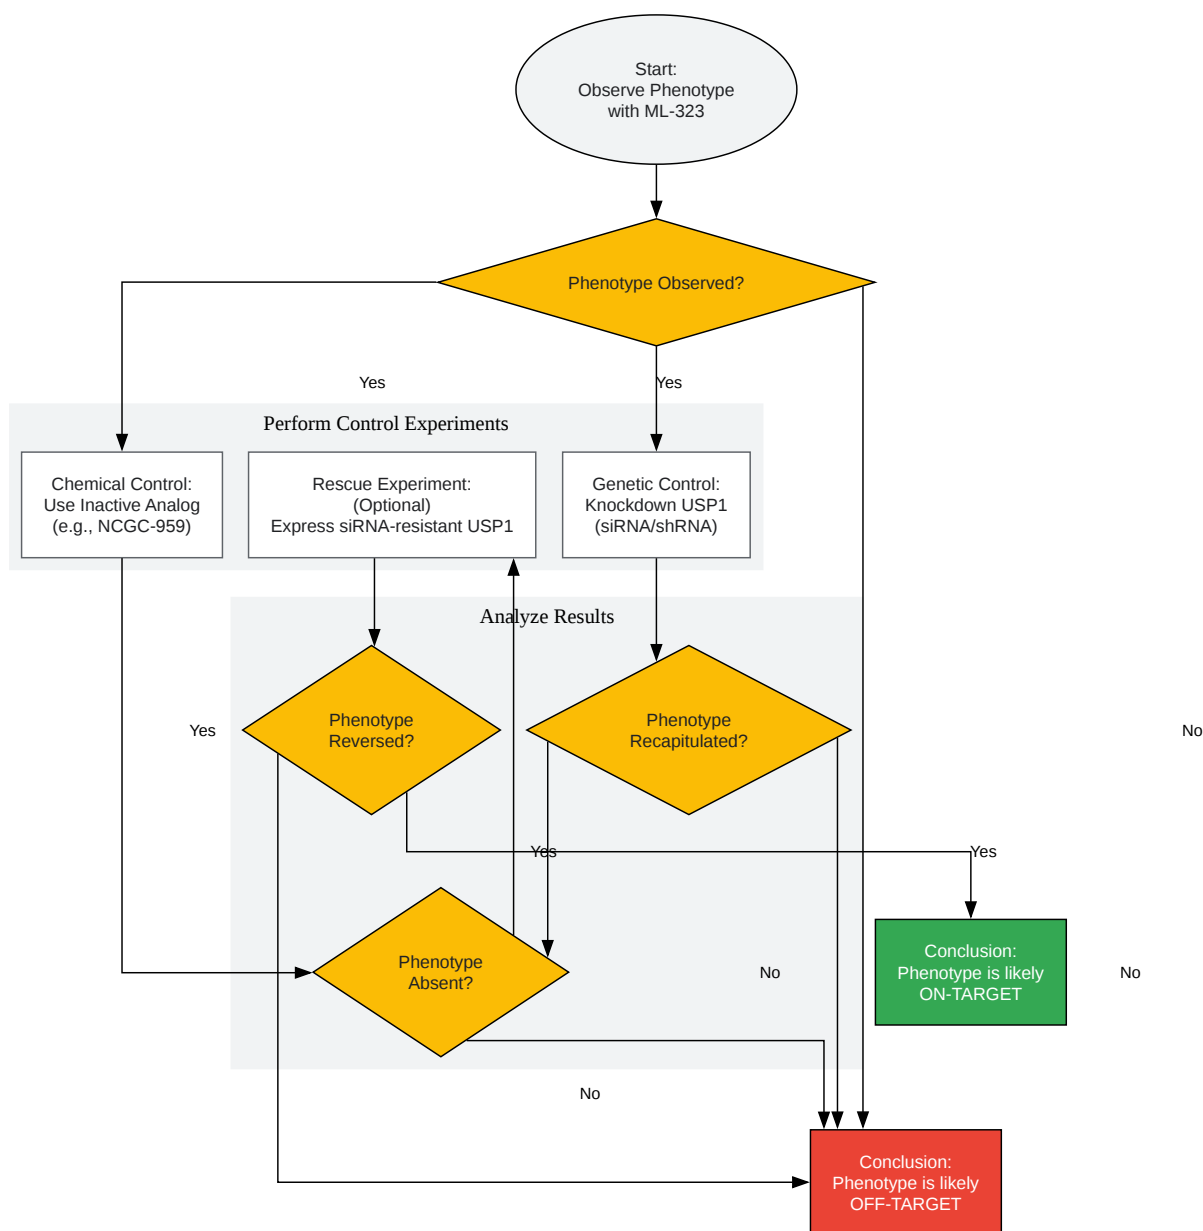 Start:
Observe Phenotype
with ML-323
Phenotype Observed?
Yes
Yes
Perform Control Experiments
Chemical Control:
Use Inactive Analog
(e.g., NCGC-959)
Rescue Experiment:
(Optional)
Express siRNA-resistant USP1
Genetic Control:
Knockdown USP1
(siRNA/shRNA)
Analyze Results
Yes
Phenotype
Reversed?
Phenotype
Recapitulated?
No
Yes
Yes
Phenotype
Absent?
No
Conclusion:
Phenotype is likely
ON-TARGET
No
No
Conclusion:
Phenotype is likely
OFF-TARGET